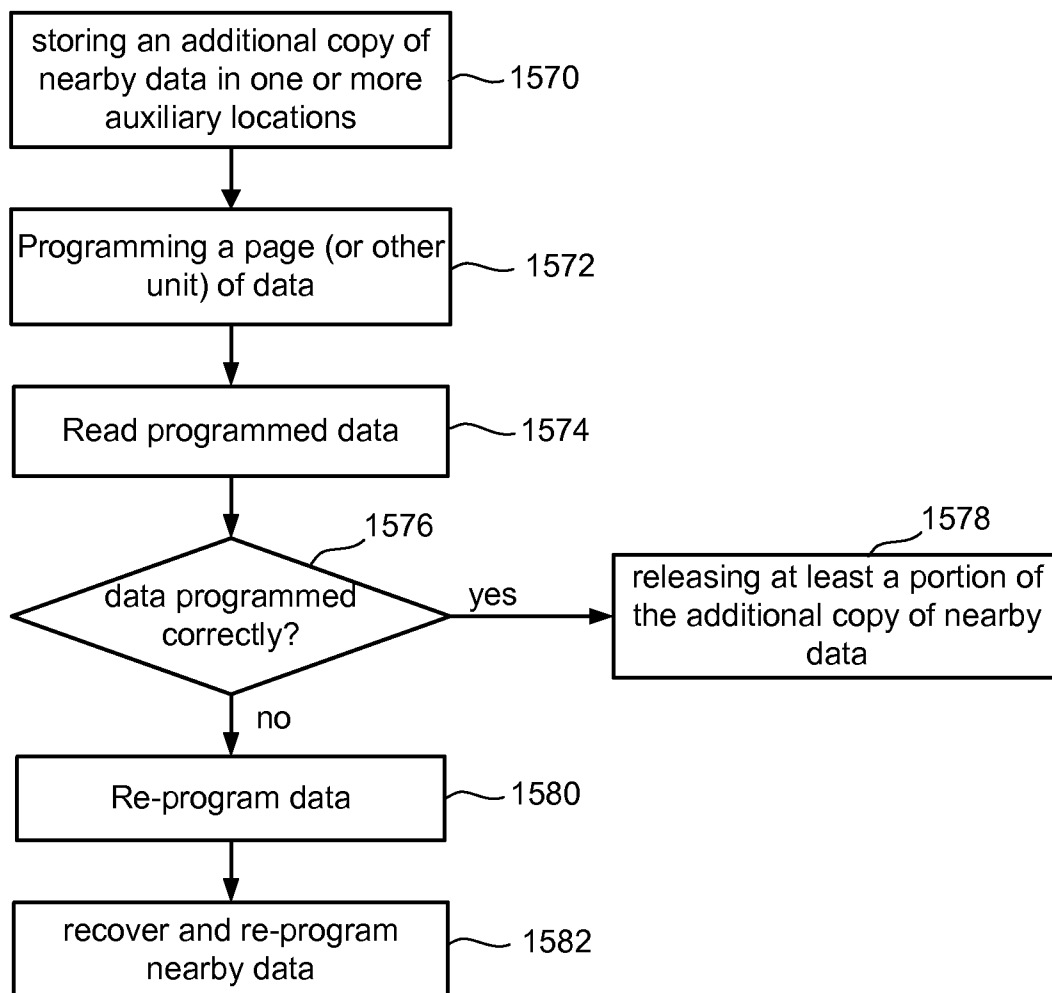 storing an additional copy of
nearby data in one or more
auxiliary locations
1570
Programming a page (or other
unit) of data
1572
Read programmed data
1574
1576
data programmed
correctly?
yes
1578
releasing at least a portion of
the additional copy of nearby
data
no
Re-program data
1580
recover and re-program
nearby data
1582